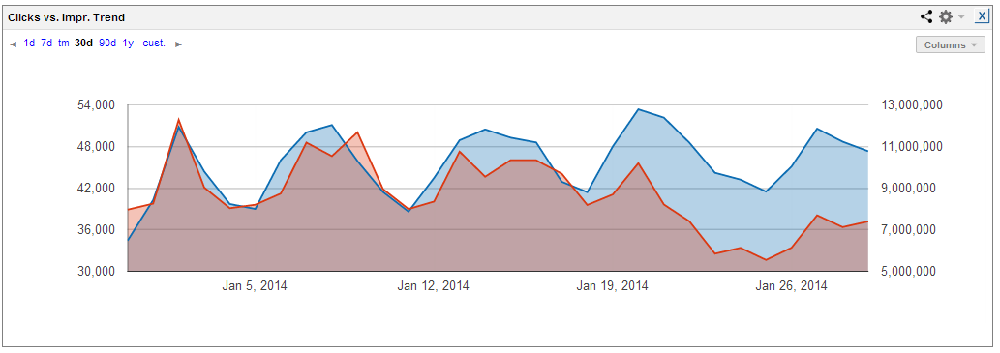 Clicks vs. Impr. Trend X
1d 7d tm 30d 90d 1y cust.
Columns
54,000 13,000,000
48,000 11,000,000
42,000 9,000,000
36,000 7,000,000
30,000 5,000,000
Jan 5, 2014 Jan 12, 2014 Jan 19, 2014 Jan 26, 2014